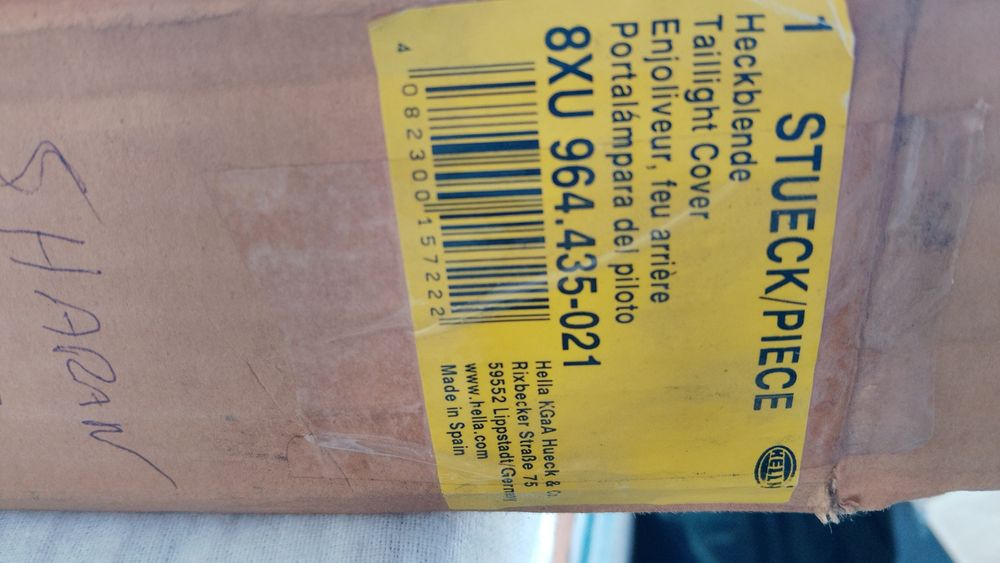 1 STUECK/PIECE
HELLA
Heckblende
Taillight Cover
Enjoliveur, feu arrière
Portalámpara del piloto
8XU 964.435-021
4 082300 157222
Hella KGaA Hueck & Co.
Rixbecker Straße 75
59552 Lippstadt/Germany
www.hella.com
Made in Spain
SHARAN